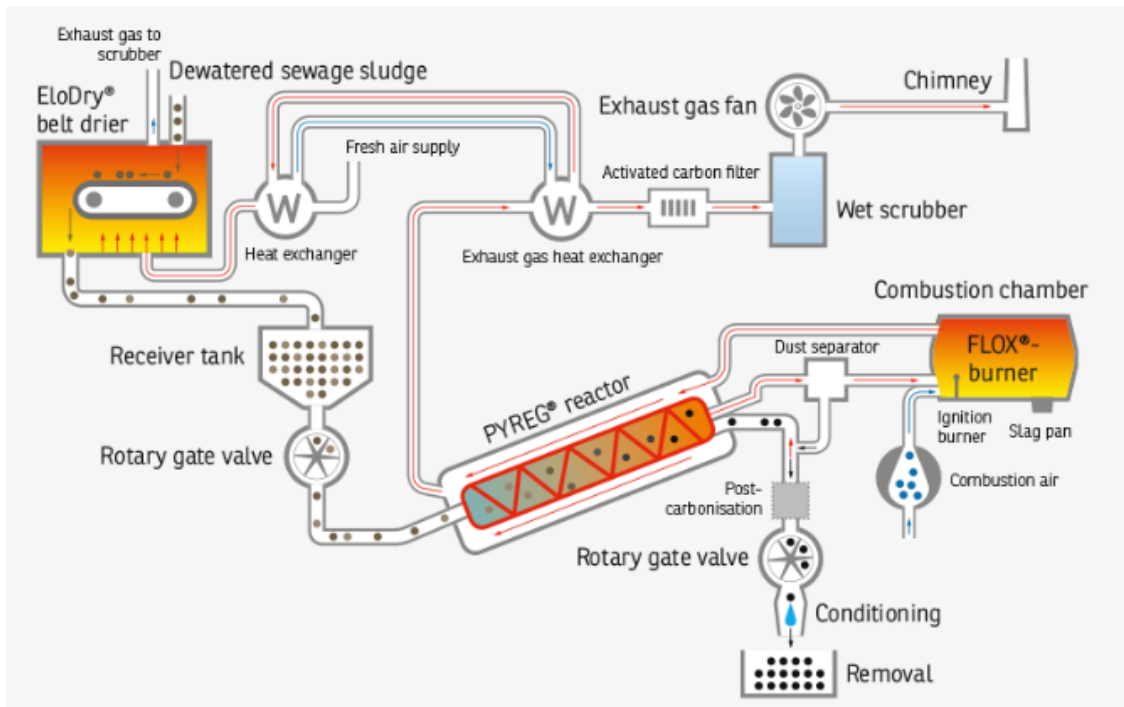 Exhaust gas to
scrubber
Dewatered sewage sludge
EloDry®
belt drier
Fresh air supply
W
Heat exchanger
W
Exhaust gas heat exchanger
Activated carbon filter
Exhaust gas fan
Chimney
Wet scrubber
Combustion chamber
FLOX®-
burner
Dust separator
Ignition
burner
Slag pan
Combustion air
Receiver tank
PYREG® reactor
Rotary gate valve
Post-
carbonisation
Rotary gate valve
Conditioning
Removal